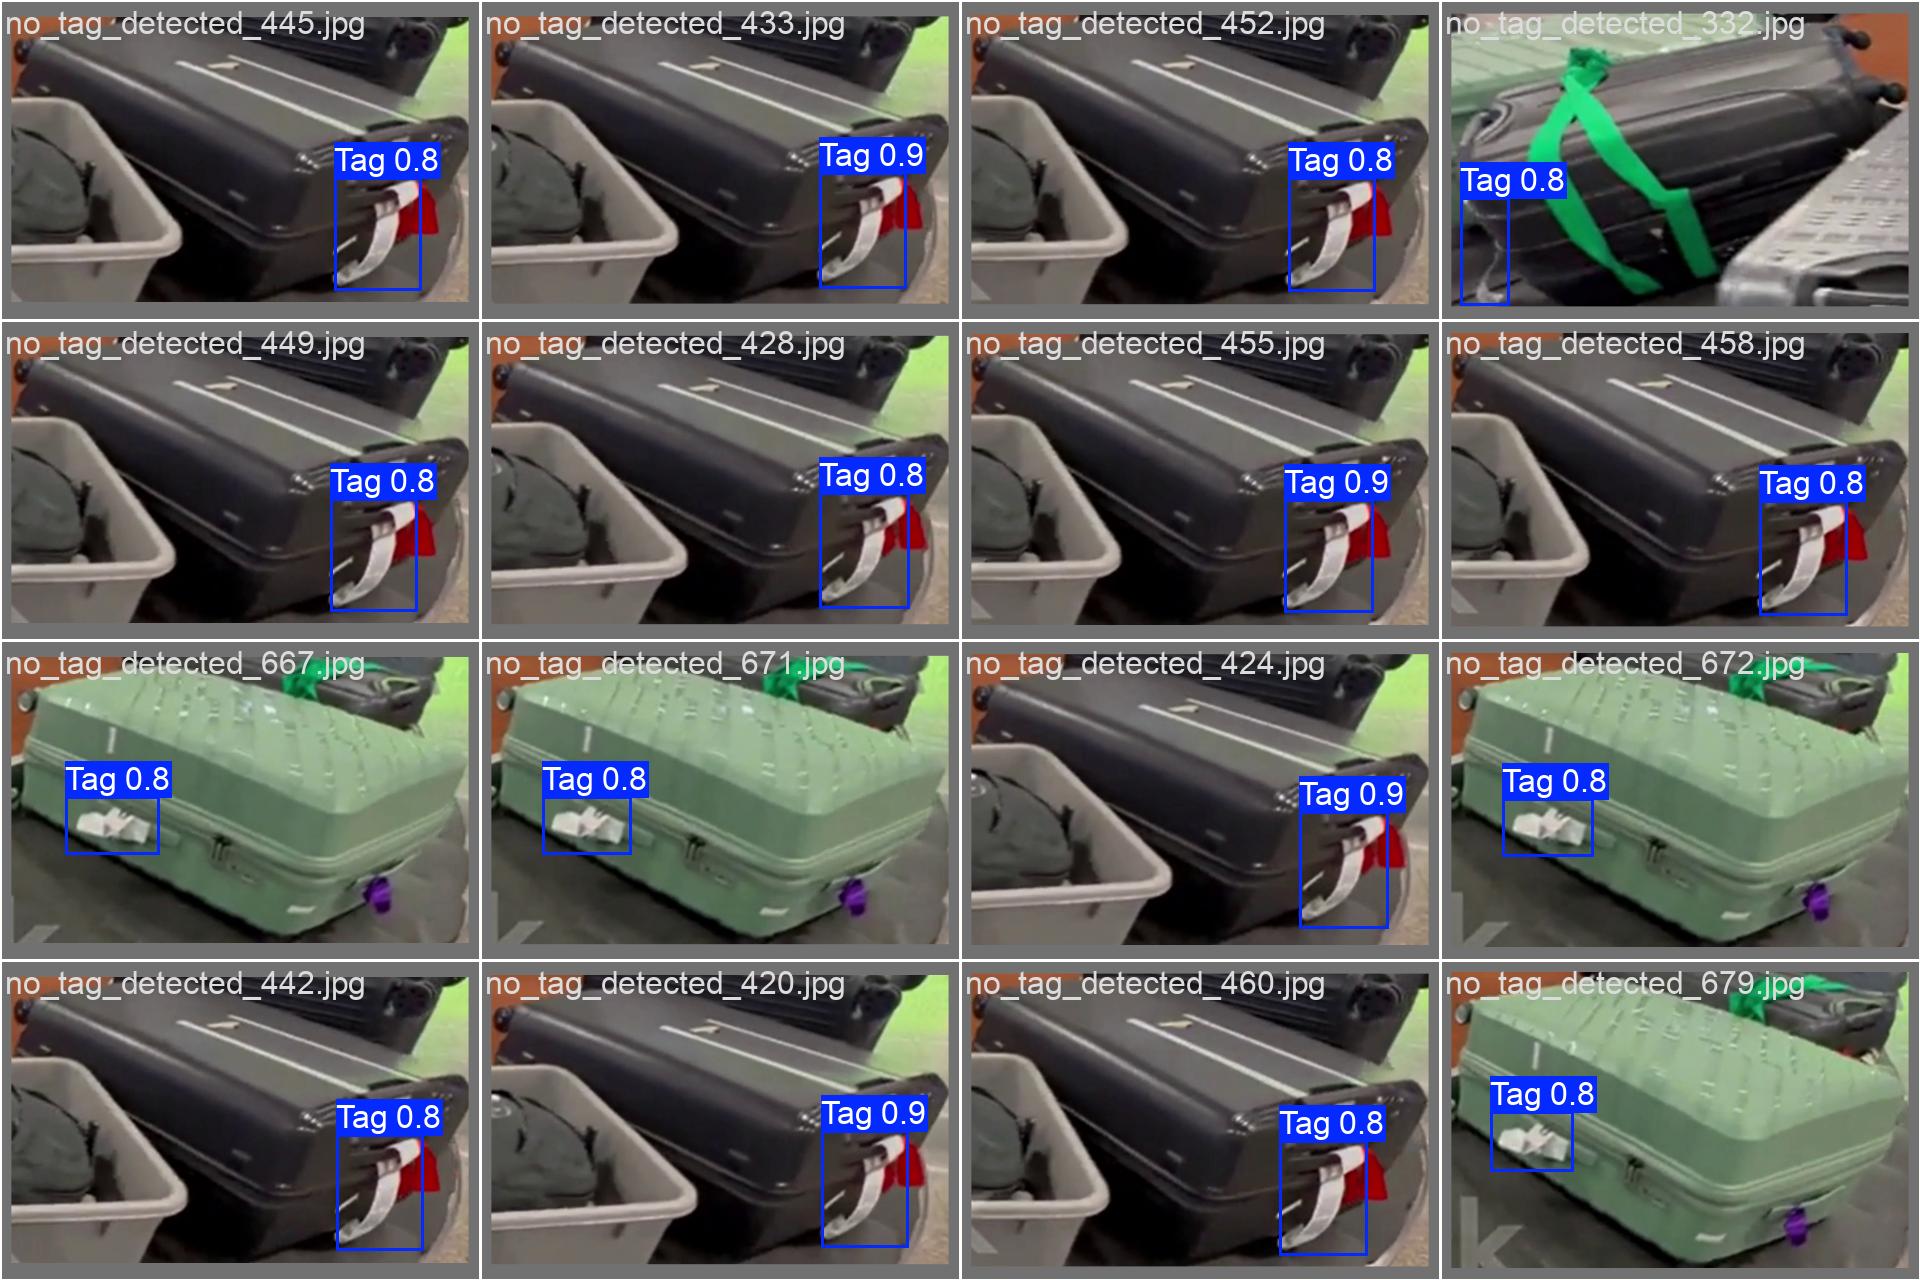 no_tag_detected_445.jpg
Tag 0.8
no_tag_detected_433.jpg
Tag 0.9
no_tag_detected_452.jpg
Tag 0.8
no_tag_detected_332.jpg
Tag 0.8
no_tag_detected_449.jpg
Tag 0.8
no_tag_detected_428.jpg
Tag 0.8
no_tag_detected_455.jpg
Tag 0.9
no_tag_detected_458.jpg
Tag 0.8
no_tag_detected_667.jpg
Tag 0.8
no_tag_detected_671.jpg
Tag 0.8
no_tag_detected_424.jpg
Tag 0.9
no_tag_detected_672.jpg
Tag 0.8
k
no_tag_detected_442.jpg
Tag 0.8
no_tag_detected_420.jpg
Tag 0.9
no_tag_detected_460.jpg
Tag 0.8
no_tag_detected_679.jpg
Tag 0.8
k